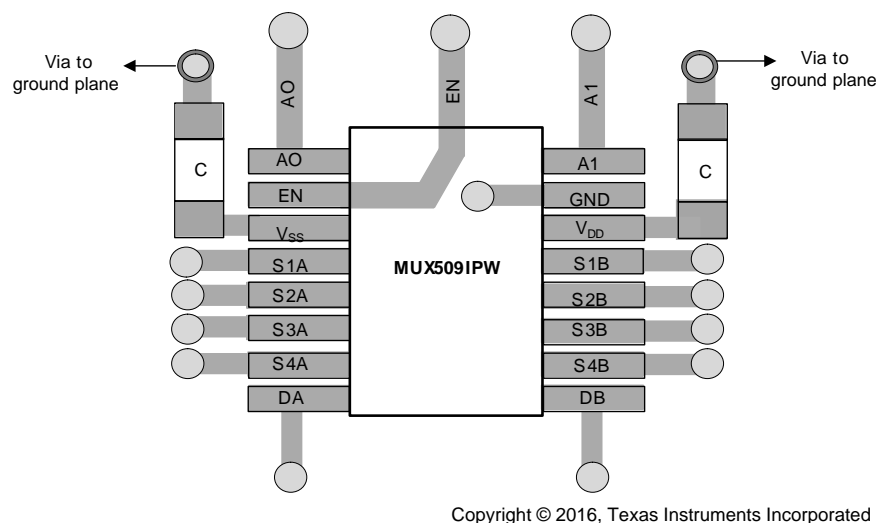 Via to
ground plane
Via to
ground plane
AO
EN
A1
C
C
AO
EN
VSS
S1A
S2A
S3A
S4A
DA
MUX509IPW
A1
GND
VDD
S1B
S2B
S3B
S4B
DB
Copyright © 2016, Texas Instruments Incorporated